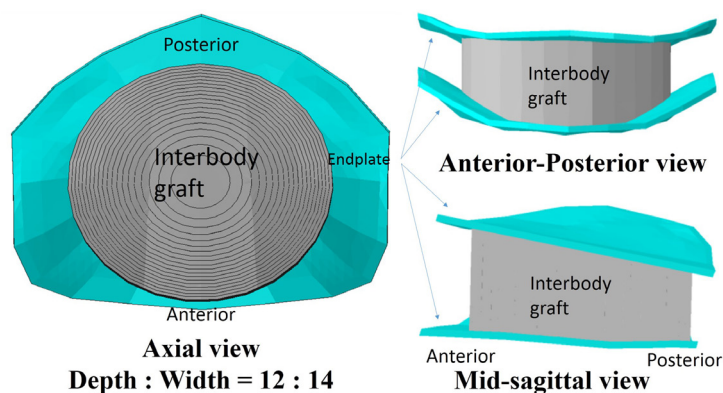 Posterior
Interbody
graft
Endplate
Anterior
Axial view
Depth : Width = 12 : 14
Interbody
graft
Anterior-Posterior view
Interbody
graft
Anterior
Posterior
Mid-sagittal view